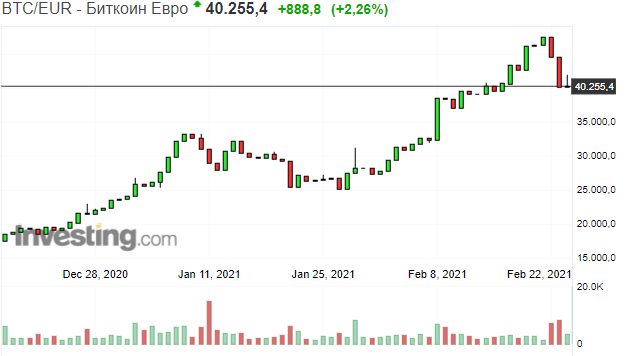 BTC/EUR - Биткоин Евро 40.255,4 +888,8 (+2,26%)
40.255,4
35.000,0
30.000,0
25.000,0
20.000,0
Investing.com
15.000,0
Dec 28, 2020 Jan 11, 2021 Jan 25, 2021 Feb 8, 2021 Feb 22, 2021
20.0K
0